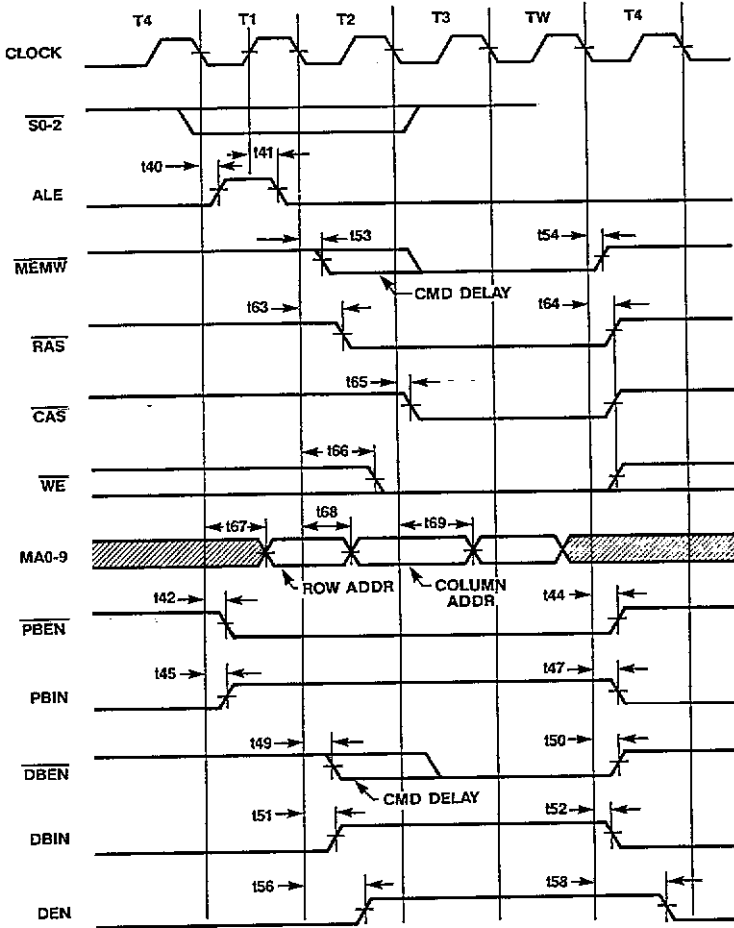 T4 T1 T2 T3 TW T4
CLOCK
S0-2
t40 t41
ALE
t53 t54
MEMW
CMD DELAY
t63 t64
RAS
t65
CAS
t66
WE
t67 t68 t69
MA0-9
ROW ADDR COLUMN ADDR
t42 t44
PBEN
t45 t47
PBIN
t49 t50
DBEN
CMD DELAY
t51 t52
DBIN
t56 t58
DEN